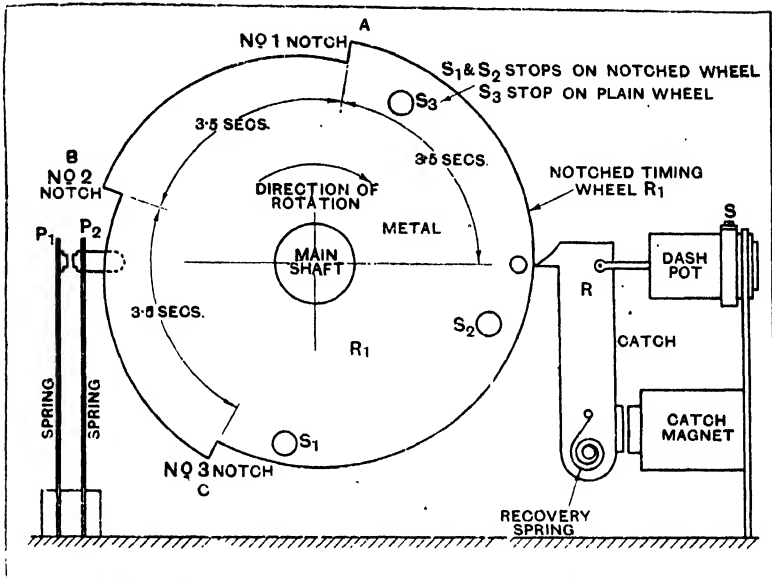 A
No 1 NOTCH
S1 & S2 STOPS ON NOTCHED WHEEL
S3 STOP ON PLAIN WHEEL
S3
3·5 SECS.
3·5 SECS.
B
No 2
NOTCH
DIRECTION OF
ROTATION
NOTCHED TIMING
WHEEL R1
METAL
P1
P2
S
MAIN
SHAFT
DASH
POT
R
3·5 SECS.
S2
R1
CATCH
SPRING
SPRING
CATCH
MAGNET
S1
No 3 NOTCH
C
RECOVERY
SPRING